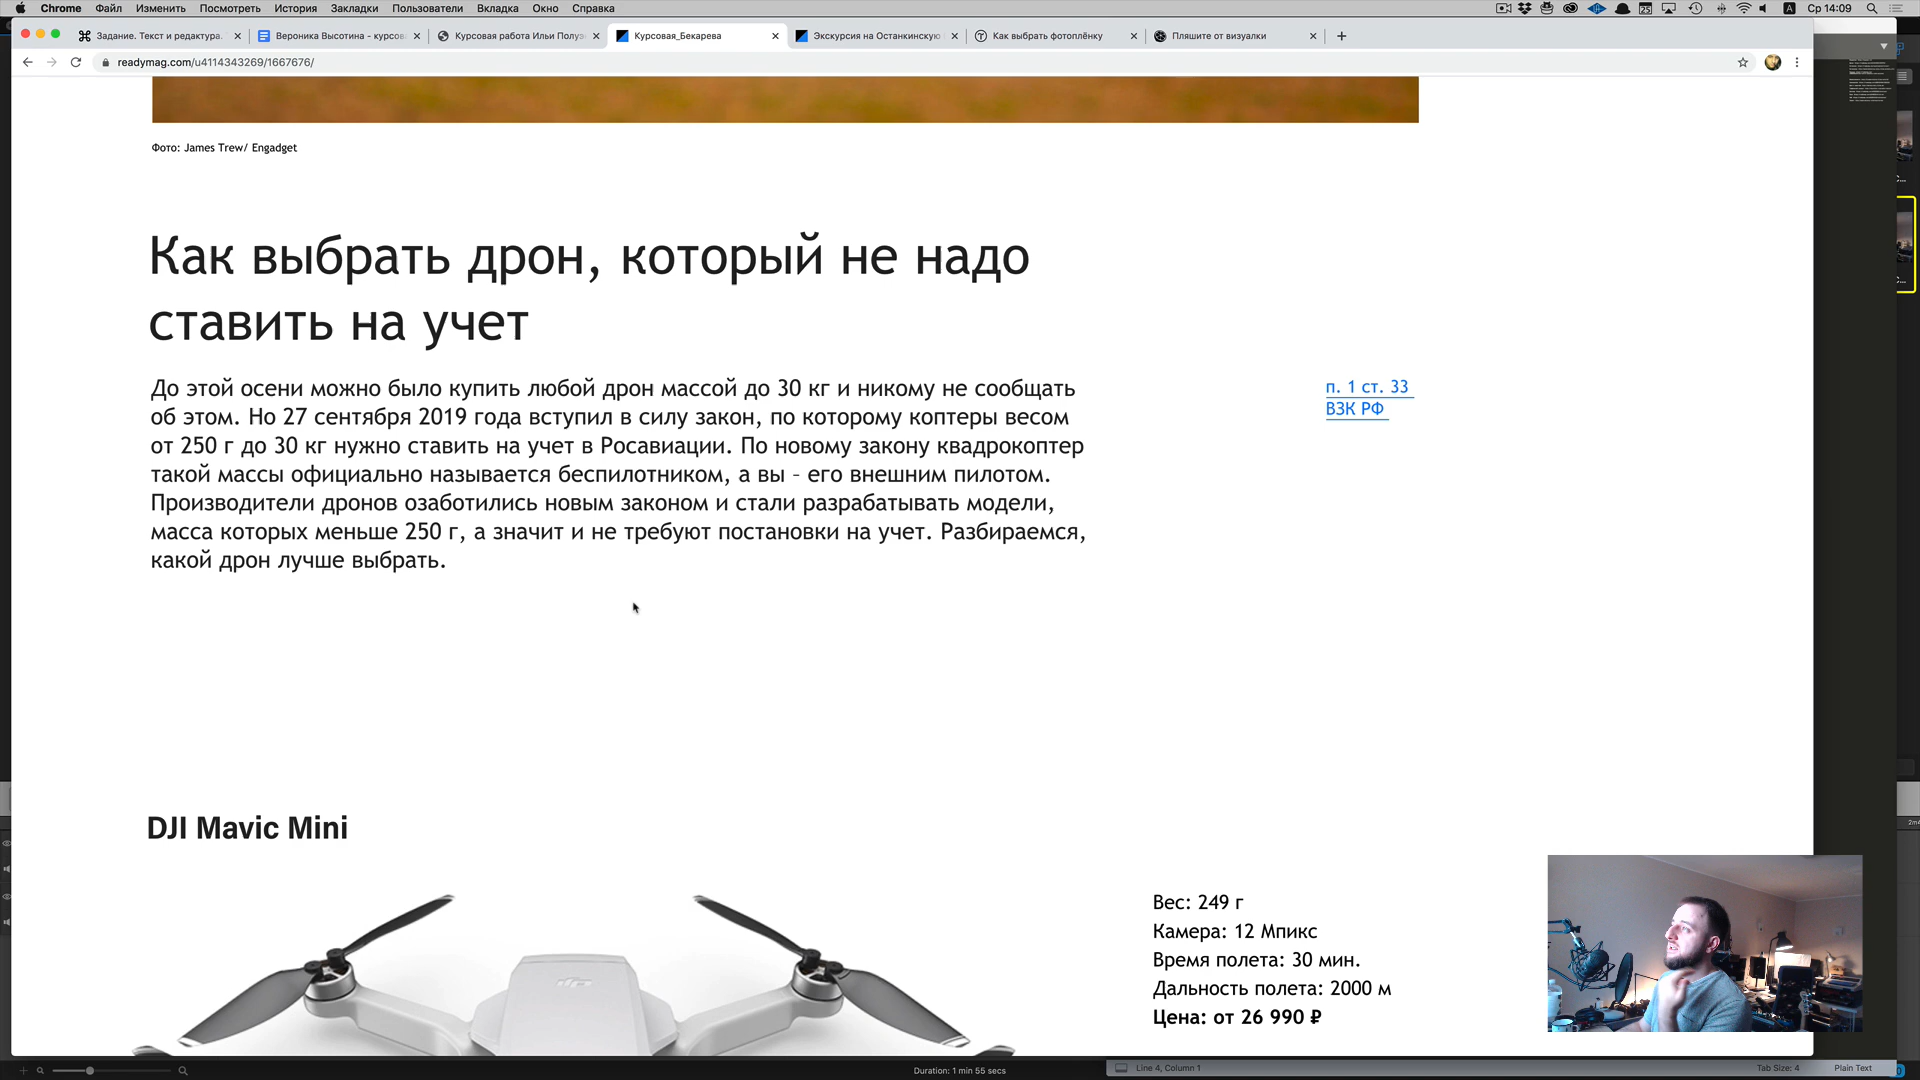 Chrome Файл Изменить Посмотреть История Закладки Пользователи Вкладка Окно Справка
25 A Ср 14:09
Задание. Текст и редактура.
Вероника Высотина - курсов
Курсовая работа Ильи Полуэ
Курсовая_Бекарева
Экскурсия на Останкинскую
Как выбрать фотоплёнку
Пляшите от визуалки
readymag.com/u4114343269/1667676/
Фото: James Trew/ Engadget
Как выбрать дрон, который не надо
ставить на учет
До этой осени можно было купить любой дрон массой до 30 кг и никому не сообщать
об этом. Но 27 сентября 2019 года вступил в силу закон, по которому коптеры весом
от 250 г до 30 кг нужно ставить на учет в Росавиации. По новому закону квадрокоптер
такой массы официально называется беспилотником, а вы – его внешним пилотом.
Производители дронов озаботились новым законом и стали разрабатывать модели,
масса которых меньше 250 г, а значит и не требуют постановки на учет. Разбираемся,
какой дрон лучше выбрать.
п. 1 ст. 33
ВЗК РФ
DJI Mavic Mini
Вес: 249 г
Камера: 12 Мпикс
Время полета: 30 мин.
Дальность полета: 2000 м
Цена: от 26 990 ₽
Duration: 1 min 55 secs
Line 4, Column 1
Tab Size: 4
Plain Text